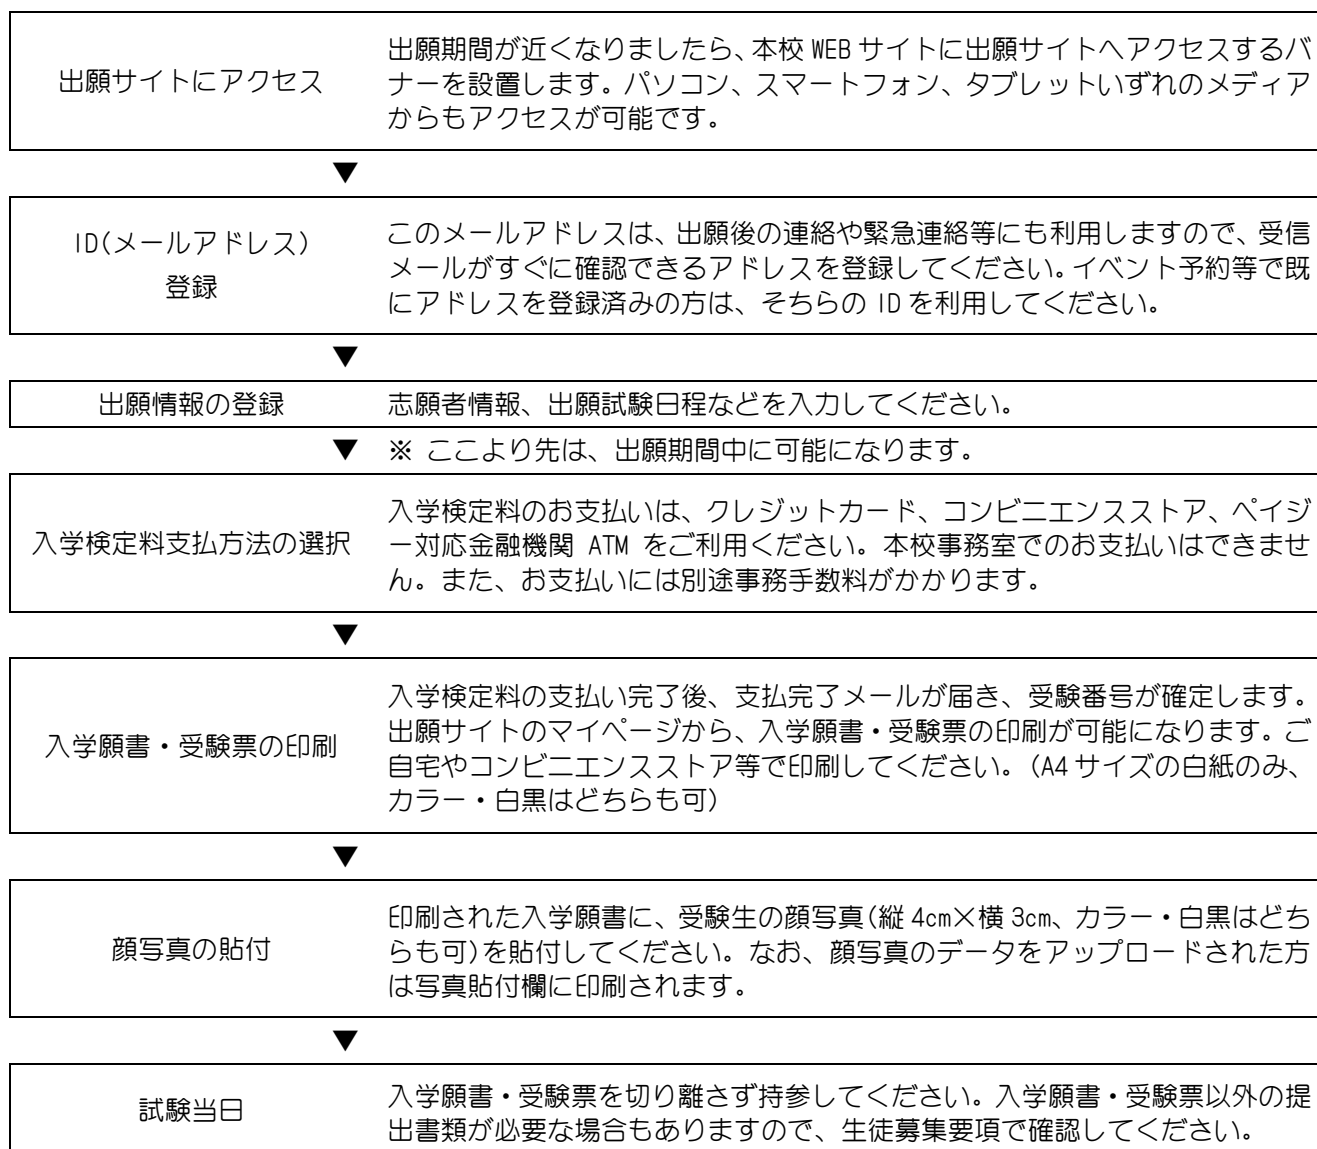 出願サイトにアクセス
出願期間が近くなりましたら、本校 WEB サイトに出願サイトへアクセスするバ
ナーを設置します。パソコン、スマートフォン、タブレットいずれのメディア
からもアクセスが可能です。
▼
ID(メールアドレス)
登録
このメールアドレスは、出願後の連絡や緊急連絡等にも利用しますので、受信
メールがすぐに確認できるアドレスを登録してください。イベント予約等で既
にアドレスを登録済みの方は、そちらの ID を利用してください。
▼
出願情報の登録
志願者情報、出願試験日程などを入力してください。
▼ ※ ここより先は、出願期間中に可能になります。
入学検定料支払方法の選択
入学検定料のお支払いは、クレジットカード、コンビニエンスストア、ペイジ
ー対応金融機関 ATM をご利用ください。本校事務室でのお支払いはできませ
ん。また、お支払いには別途事務手数料がかかります。
▼
入学願書・受験票の印刷
入学検定料の支払い完了後、支払完了メールが届き、受験番号が確定します。
出願サイトのマイページから、入学願書・受験票の印刷が可能になります。ご
自宅やコンビニエンスストア等で印刷してください。(A4 サイズの白紙のみ、
カラー・白黒はどちらも可)
▼
顔写真の貼付
印刷された入学願書に、受験生の顔写真(縦 4cm×横 3cm、カラー・白黒はどち
らも可)を貼付してください。なお、顔写真のデータをアップロードされた方
は写真貼付欄に印刷されます。
▼
試験当日
入学願書・受験票を切り離さず持参してください。入学願書・受験票以外の提
出書類が必要な場合もありますので、生徒募集要項で確認してください。